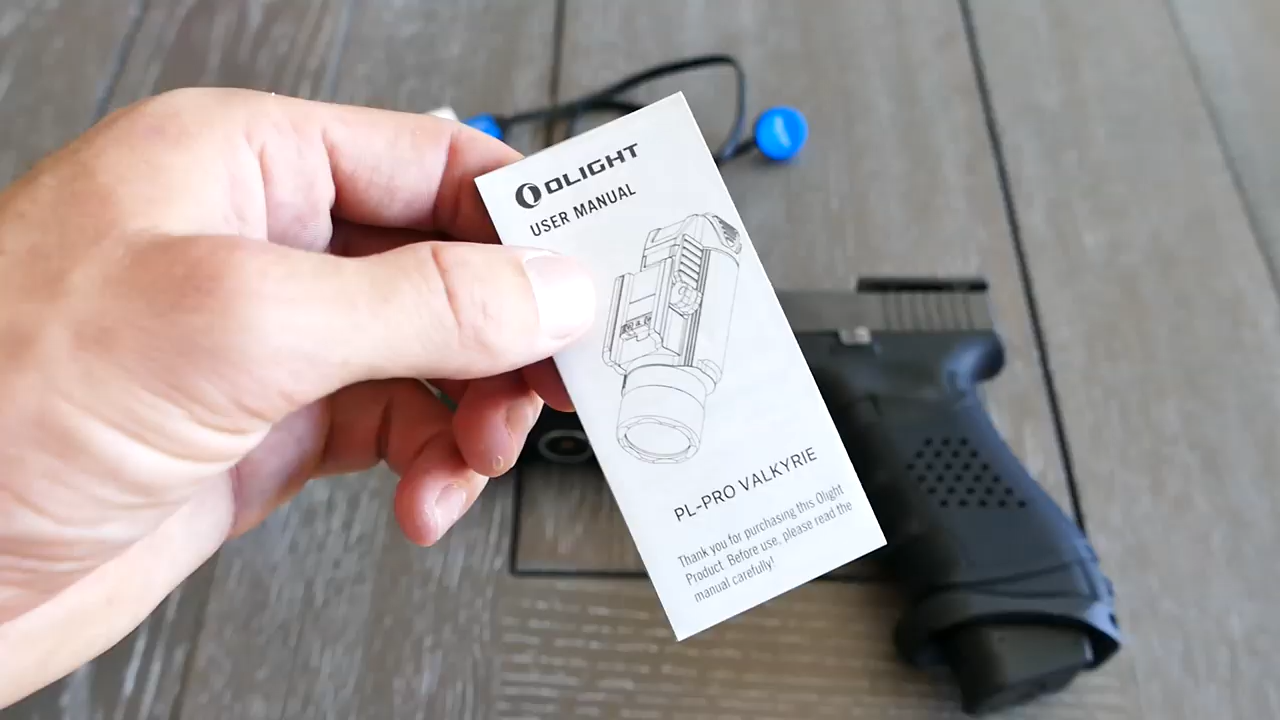 OLIGHT
USER MANUAL
PL-PRO VALKYRIE
Thank you for purchasing this Olight
Product. Before use, please read the
manual carefully!